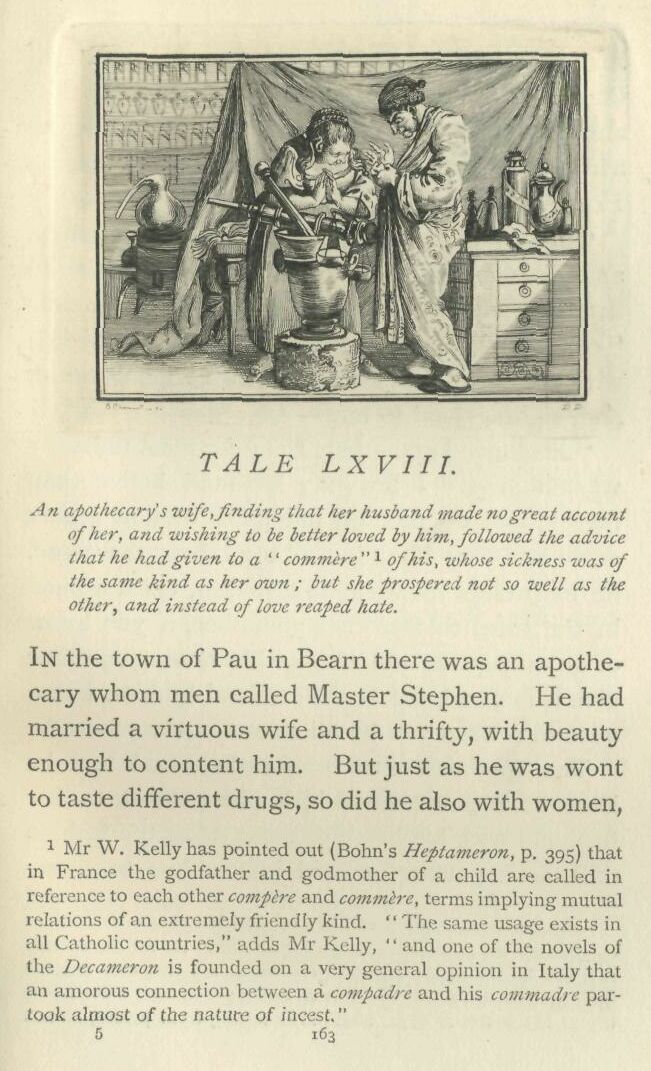 TALE LXVIII.
An apothecary's wife, finding that her husband made no great account
of her, and wishing to be better loved by him, followed the advice
that he had given to a "commère"1 of his, whose sickness was of
the same kind as her own; but she prospered not so well as the
other, and instead of love reaped hate.
IN the town of Pau in Bearn there was an apothe-
cary whom men called Master Stephen. He had
married a virtuous wife and a thrifty, with beauty
enough to content him. But just as he was wont
to taste different drugs, so did he also with women,
1 Mr W. Kelly has pointed out (Bohn's Heptameron, p. 395) that
in France the godfather and godmother of a child are called in
reference to each other compère and commère, terms implying mutual
relations of an extremely friendly kind. "The same usage exists in
all Catholic countries," adds Mr Kelly, "and one of the novels of
the Decameron is founded on a very general opinion in Italy that
an amorous connection between a compadre and his commadre par-
took almost of the nature of incest."
5 163